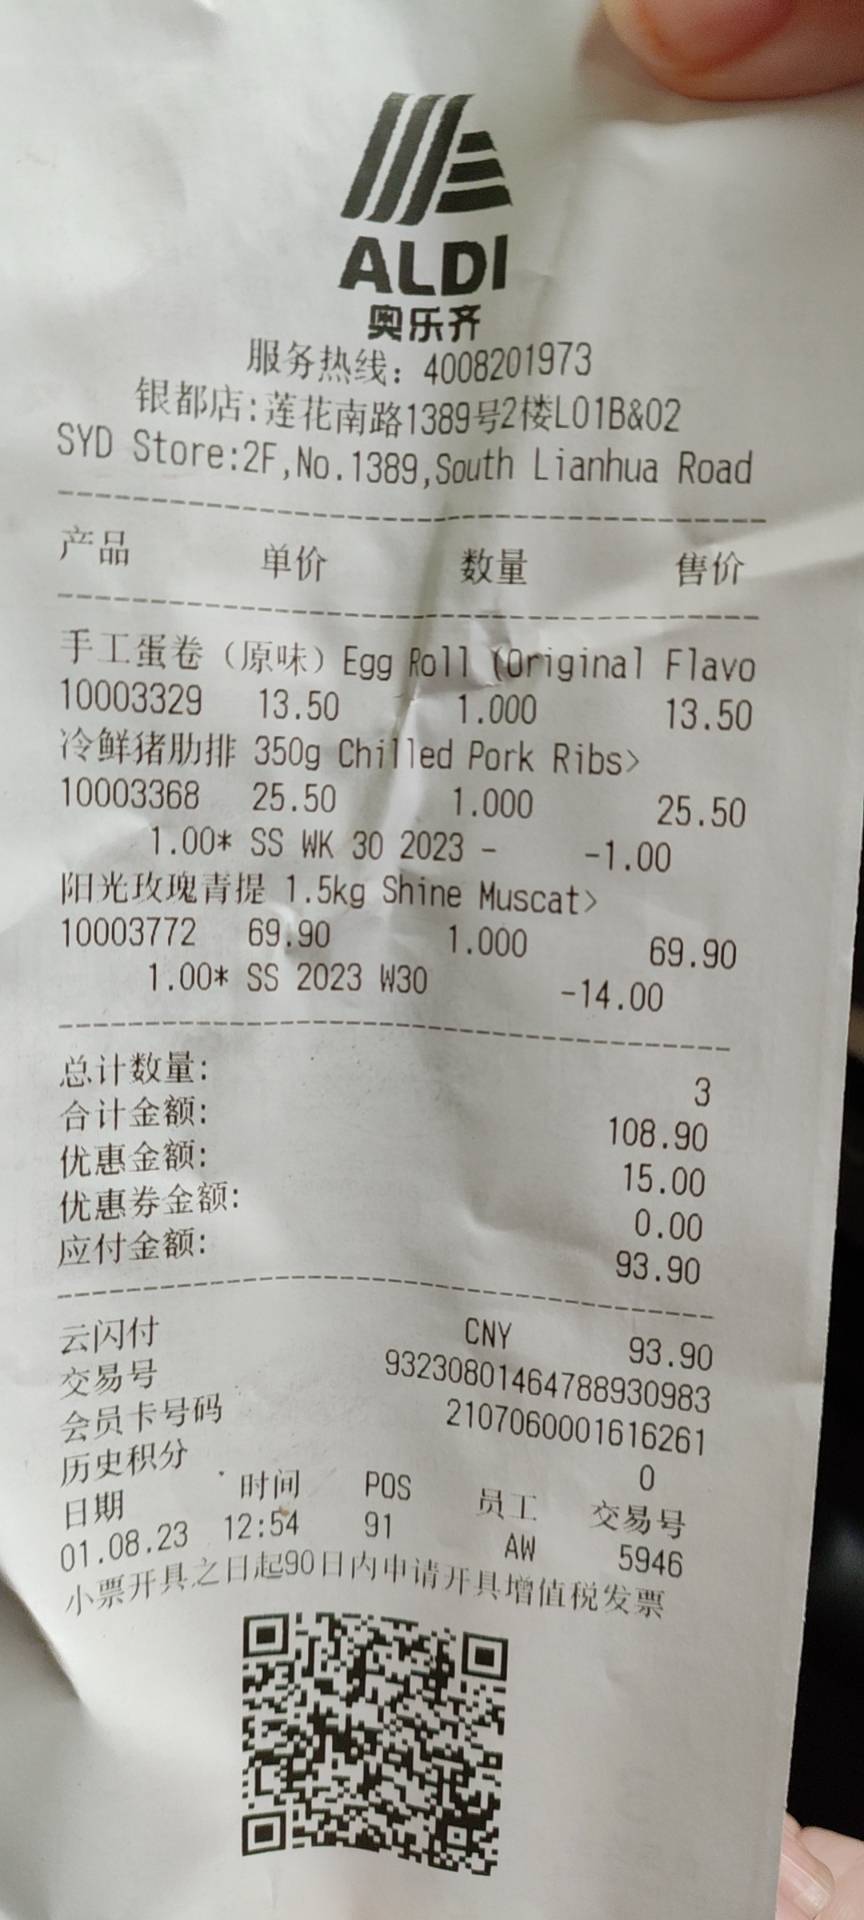 ALDI
奥乐齐
服务热线：4008201973
银都店:莲花南路1389号2楼L01B&02
SYD Store:2F,No.1389,South Lianhua Road
产品 单价 数量 售价
手工蛋卷（原味）Egg Roll (Original Flavo
10003329 13.50 1.000 13.50
冷鲜猪肋排 350g Chilled Pork Ribs>
10003368 25.50 1.000 25.50
1.00* SS WK 30 2023 - -1.00
阳光玫瑰青提 1.5kg Shine Muscat>
10003772 69.90 1.000 69.90
1.00* SS 2023 W30 -14.00
总计数量: 3
合计金额: 108.90
优惠金额: 15.00
优惠券金额: 0.00
应付金额: 93.90
云闪付 CNY 93.90
交易号 93230801464788930983
会员卡号码 2107060001616261
历史积分 0
日期 时间 POS 员工 交易号
01.08.23 12:54 91 AW 5946
小票开具之日起90日内申请开具增值税发票